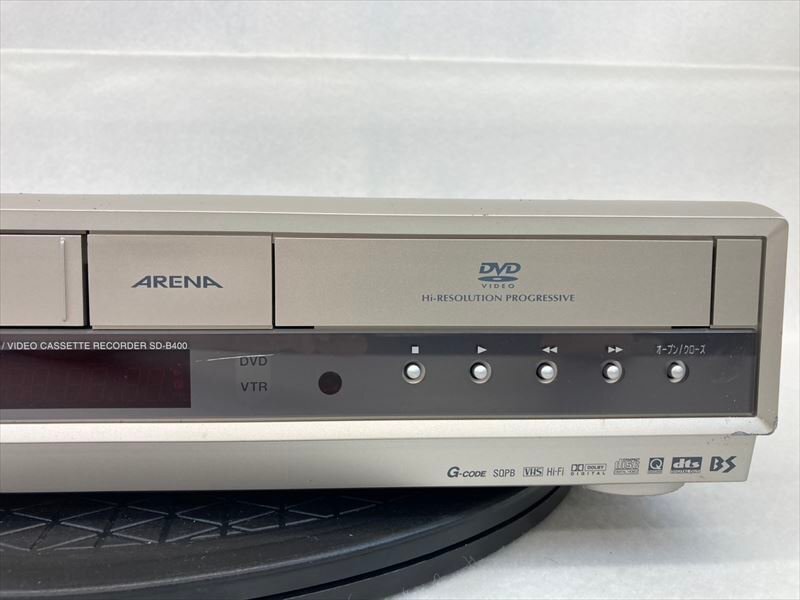 ARENA
DVD
VIDEO
Hi-RESOLUTION PROGRESSIVE
/ VIDEO CASSETTE RECORDER SD-B400
DVD
VTR
オープン/クローズ
G-CODE SQPB VHS Hi-Fi DOLBY DIGITAL DISC Q dts BS